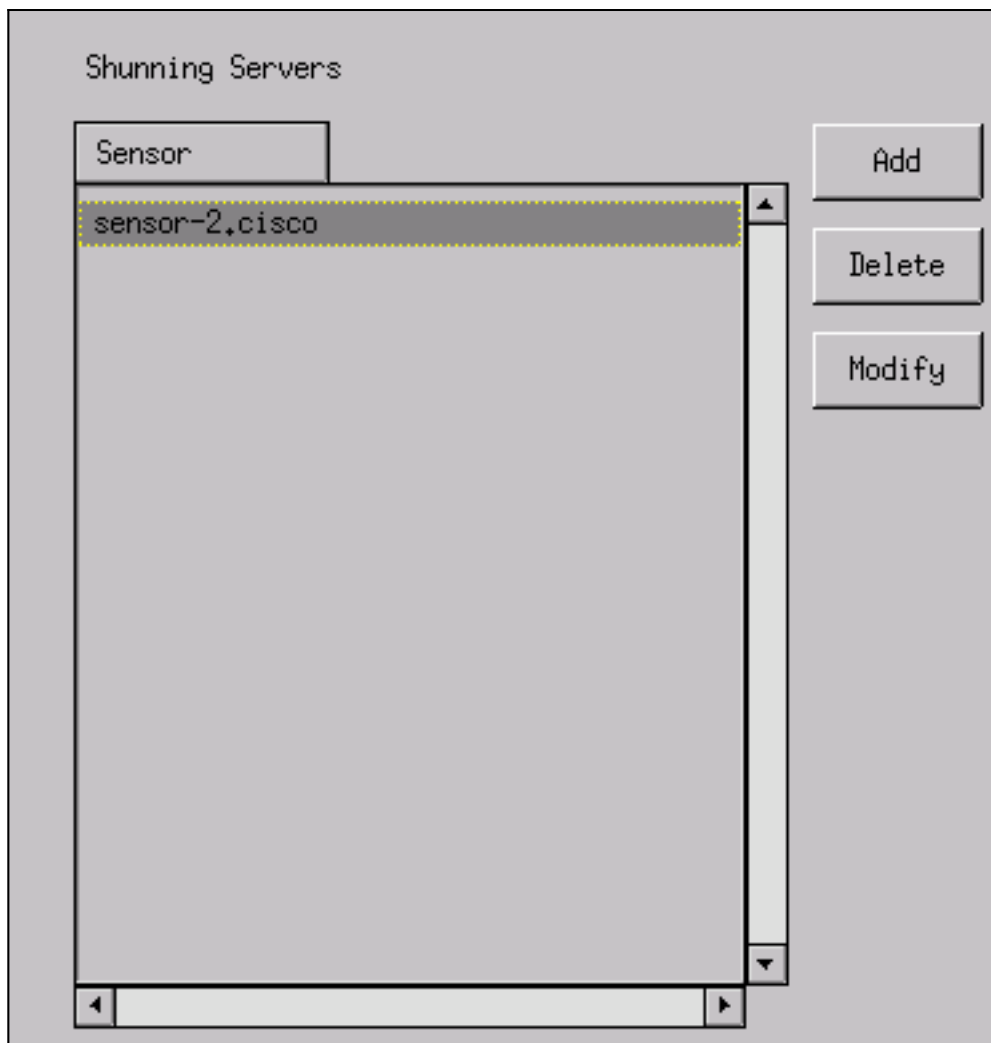 Shunning Servers
Sensor
Add
sensor-2.cisco
Delete
Modify